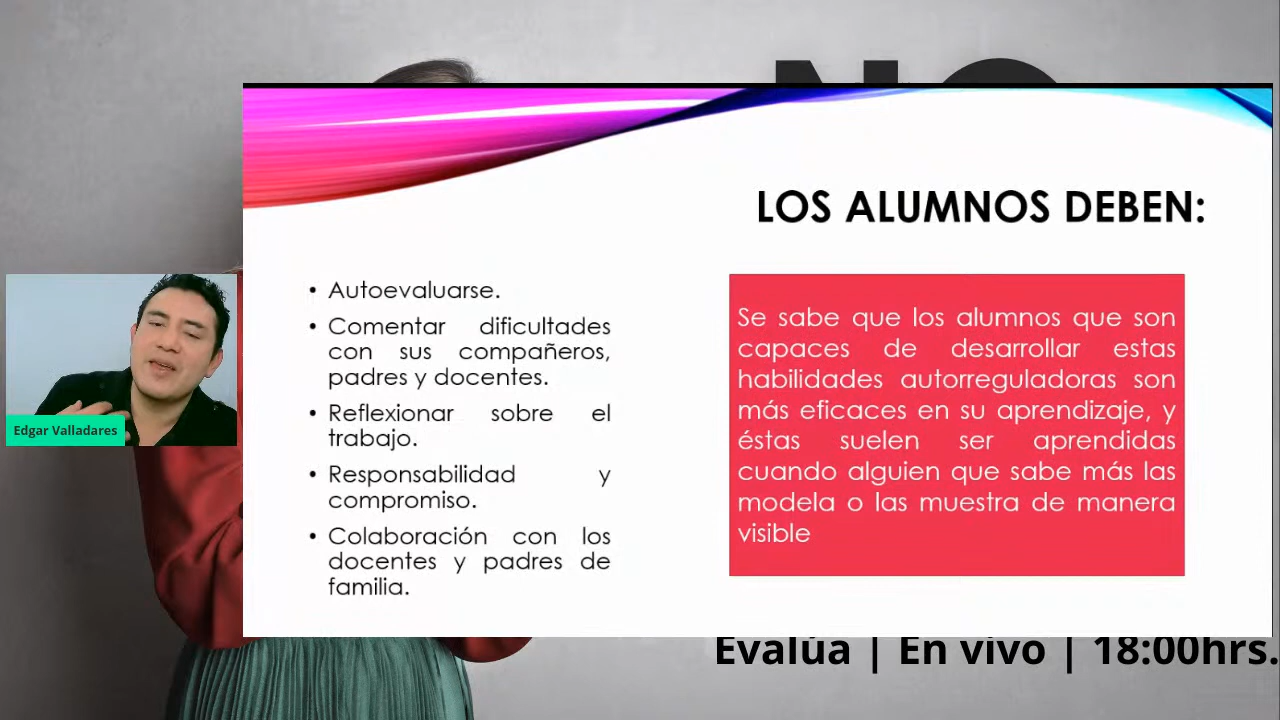 LOS ALUMNOS DEBEN:
• Autoevaluarse.
• Comentar dificultades
con sus compañeros,
padres y docentes.
• Reflexionar sobre el
trabajo.
• Responsabilidad y
compromiso.
• Colaboración con los
docentes y padres de
familia.
Se sabe que los alumnos que son
capaces de desarrollar estas
habilidades autorreguladoras son
más eficaces en su aprendizaje, y
éstas suelen ser aprendidas
cuando alguien que sabe más las
modela o las muestra de manera
visible
Edgar Valladares
Evalúa | En vivo | 18:00hrs.